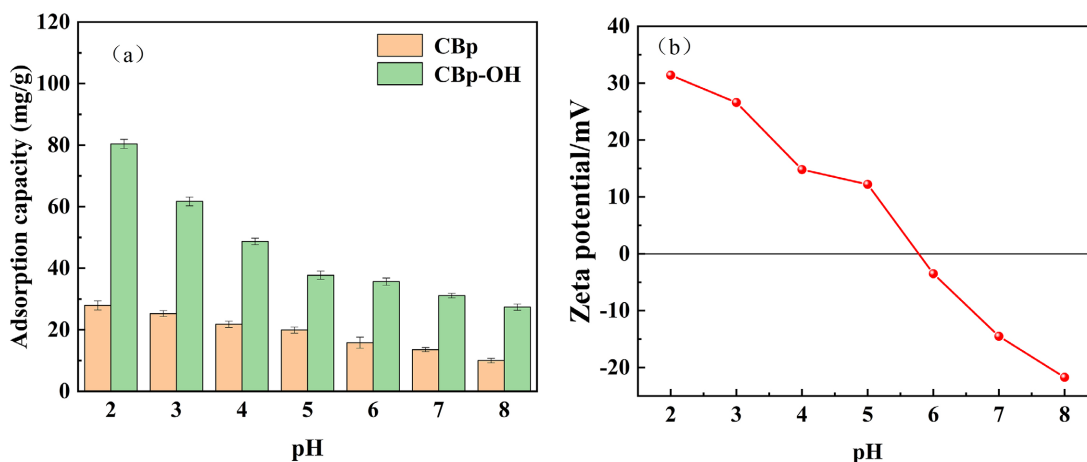 （a）
CBp
CBp-OH
Adsorption capacity (mg/g)
120
100
80
60
40
20
0
2 3 4 5 6 7 8
pH
（b）
Zeta potential/mV
40
30
20
10
0
-10
-20
2 3 4 5 6 7 8
pH